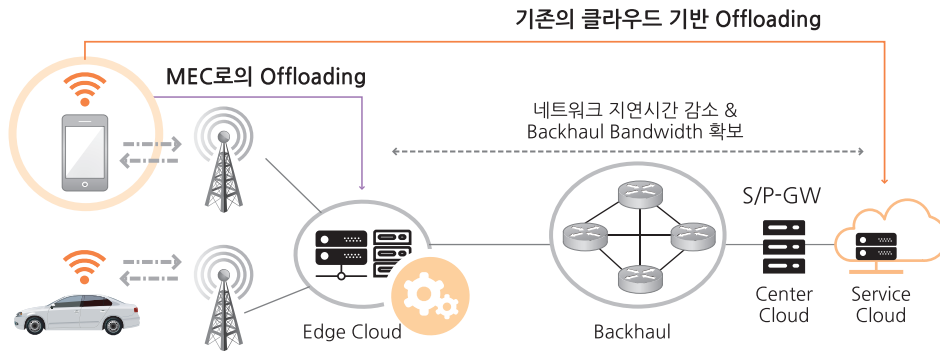 기존의 클라우드 기반 Offloading
MEC로의 Offloading
네트워크 지연시간 감소 &
Backhaul Bandwidth 확보
S/P-GW
Edge Cloud
Backhaul
Center
Cloud
Service
Cloud